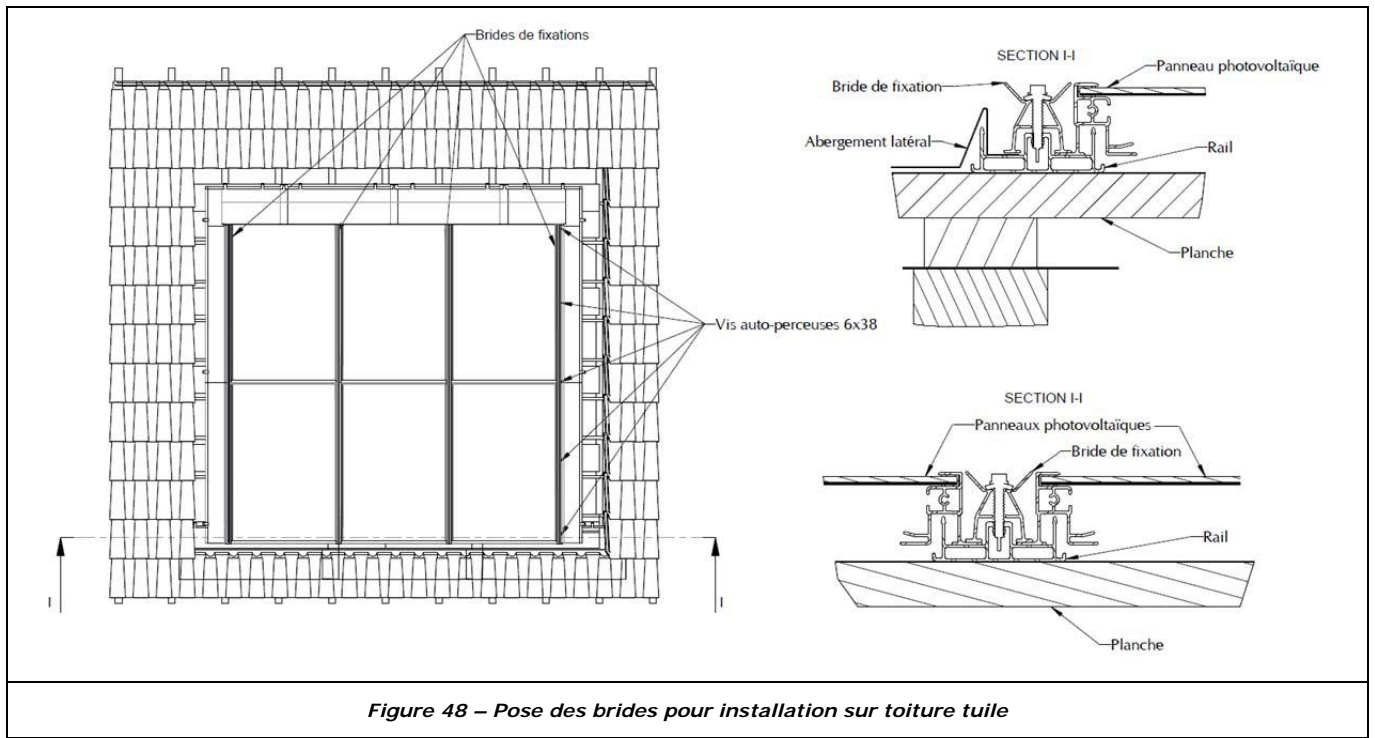 Brides de fixations
Vis auto-perceuses 6x38
I
I
SECTION I-I
Bride de fixation
Panneau photovoltaïque
Abergement latéral
Rail
Planche
SECTION I-I
Panneaux photovoltaïques
Bride de fixation
Rail
Planche
Figure 48 – Pose des brides pour installation sur toiture tuile